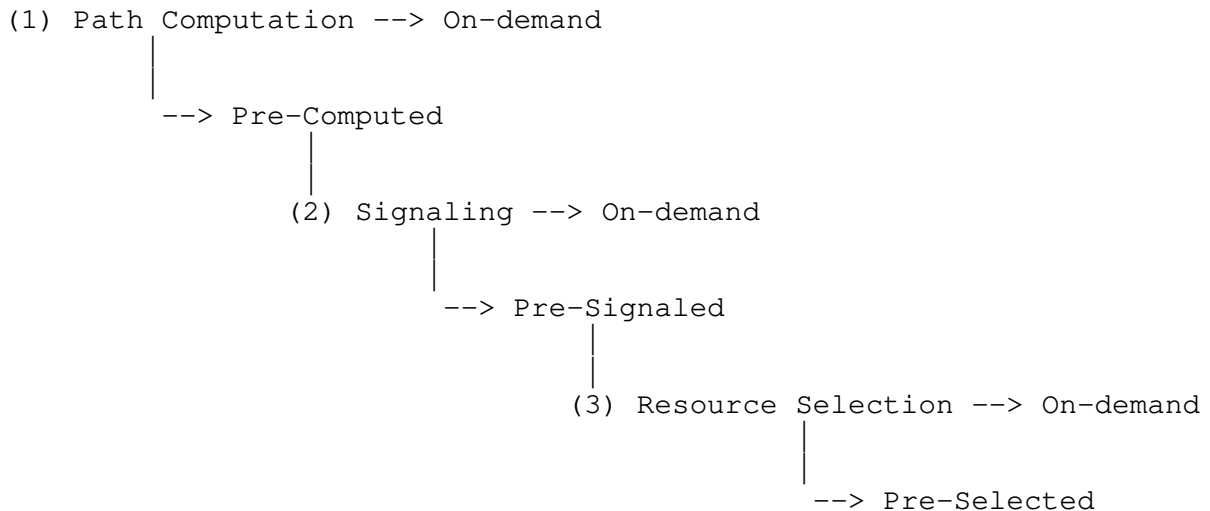 (1) Path Computation --> On-demand
--> Pre-Computed
(2) Signaling --> On-demand
--> Pre-Signaled
(3) Resource Selection --> On-demand
--> Pre-Selected